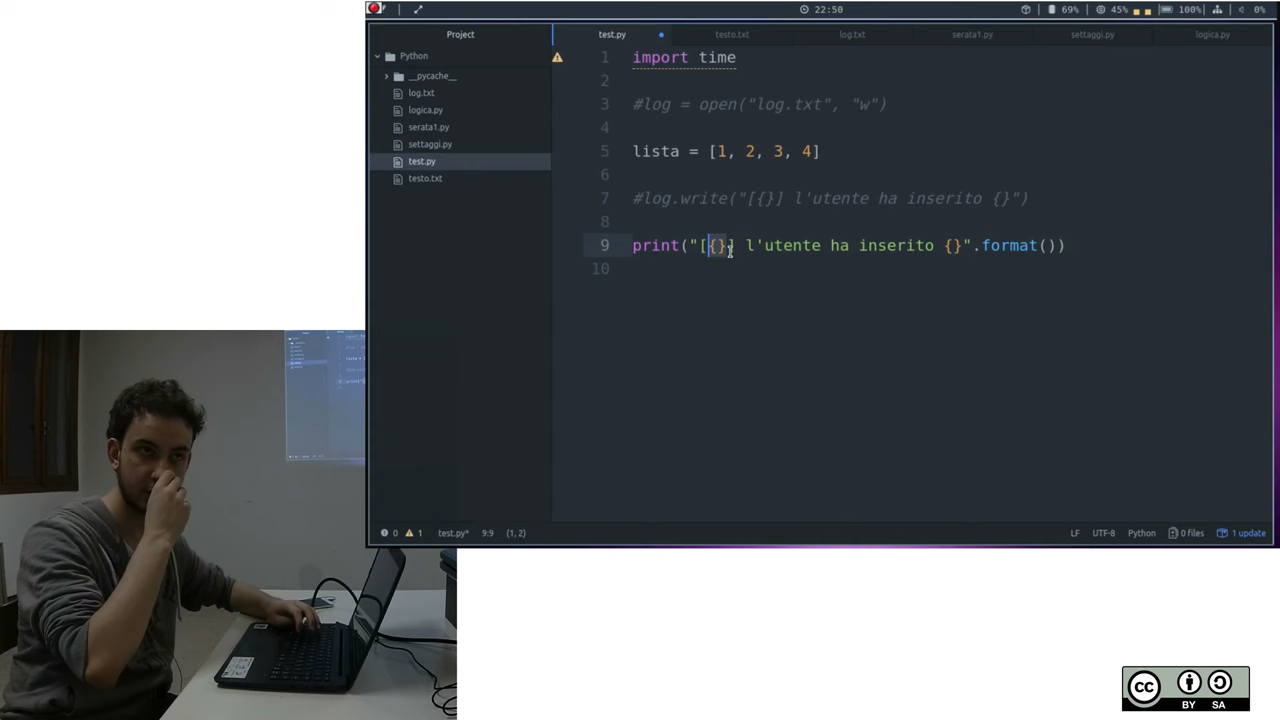 22:50
69%
45%
100%
0%
Project
test.py
testo.txt
log.txt
serata1.py
settaggi.py
logica.py
Python
__pycache__
log.txt
logica.py
serata1.py
settaggi.py
test.py
testo.txt
1 import time
2
3 #log = open("log.txt", "w")
4
5 lista = [1, 2, 3, 4]
6
7 #log.write("[{}] l'utente ha inserito {}")
8
9 print("[{}] l'utente ha inserito {}".format())
10
0 1 test.py* 9:9 (1, 2)
LF UTF-8 Python 0 files 1 update
cc
BY SA